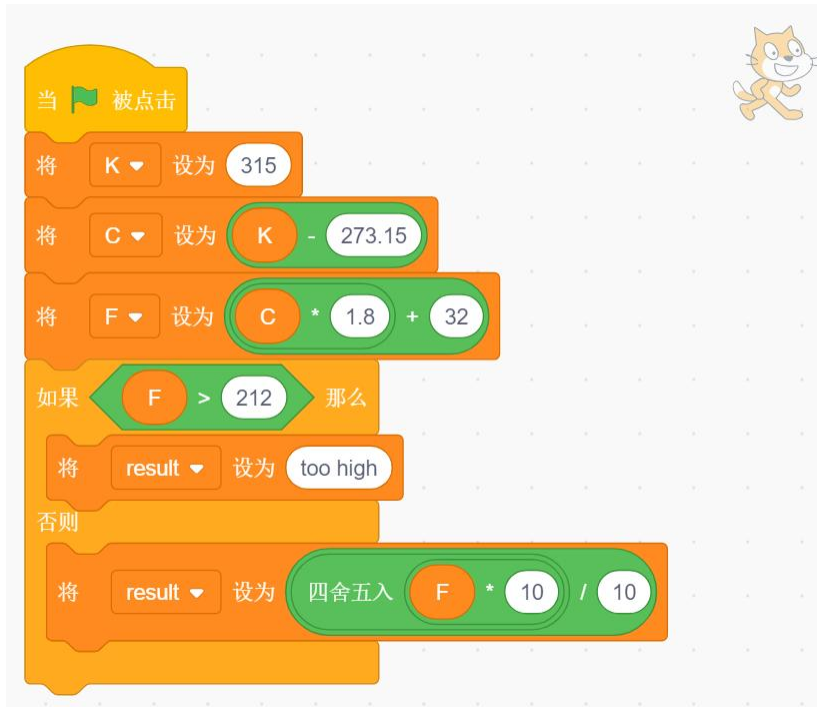 当 被点击
将 K 设为 315
将 C 设为 K - 273.15
将 F 设为 C * 1.8 + 32
如果 F > 212 那么
将 result 设为 too high
否则
将 result 设为 四舍五入 F * 10 / 10